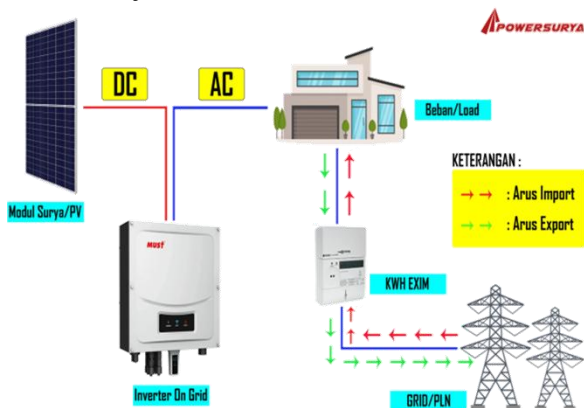 POWERSURYA
DC
AC
Beban/Load
KETERANGAN :
: Arus Import
: Arus Export
Modul Surya/PV
MUST
KWH EXIM
Inverter On Grid
GRID/PLN